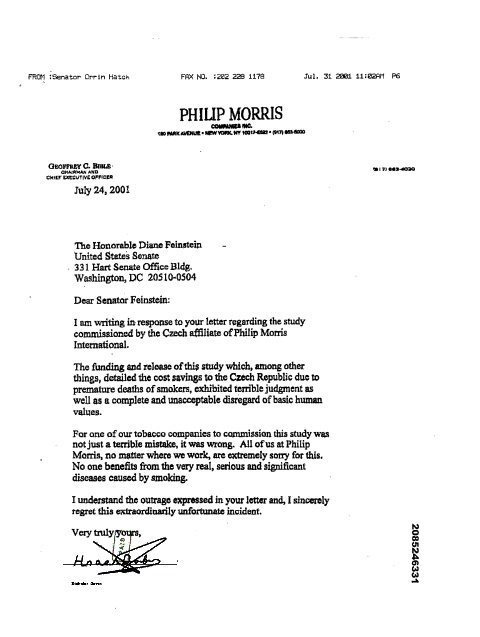 FROM :Senator Orrin Hatch FAX NO. :202 228 1178 Jul. 31 2001 11:02AM P6
PHILIP MORRIS
COMPANIES INC.
120 PARK AVENUE • NEW YORK, NY 10017-5592 • (917) 663-5000
GEOFFREY C. BIBLE
CHAIRMAN AND
CHIEF EXECUTIVE OFFICER
July 24, 2001
The Honorable Diane Feinstein
United States Senate
331 Hart Senate Office Bldg.
Washington, DC 20510-0504
Dear Senator Feinstein:
I am writing in response to your letter regarding the study
commissioned by the Czech affiliate of Philip Morris
International.
The funding and release of this study which, among other
things, detailed the cost savings to the Czech Republic due to
premature deaths of smokers, exhibited terrible judgment as
well as a complete and unacceptable disregard of basic human
values.
For one of our tobacco companies to commission this study was
not just a terrible mistake, it was wrong. All of us at Philip
Morris, no matter where we work, are extremely sorry for this.
No one benefits from the very real, serious and significant
diseases caused by smoking.
I understand the outrage expressed in your letter and, I sincerely
regret this extraordinarily unfortunate incident.
Very truly yours,
2085246331